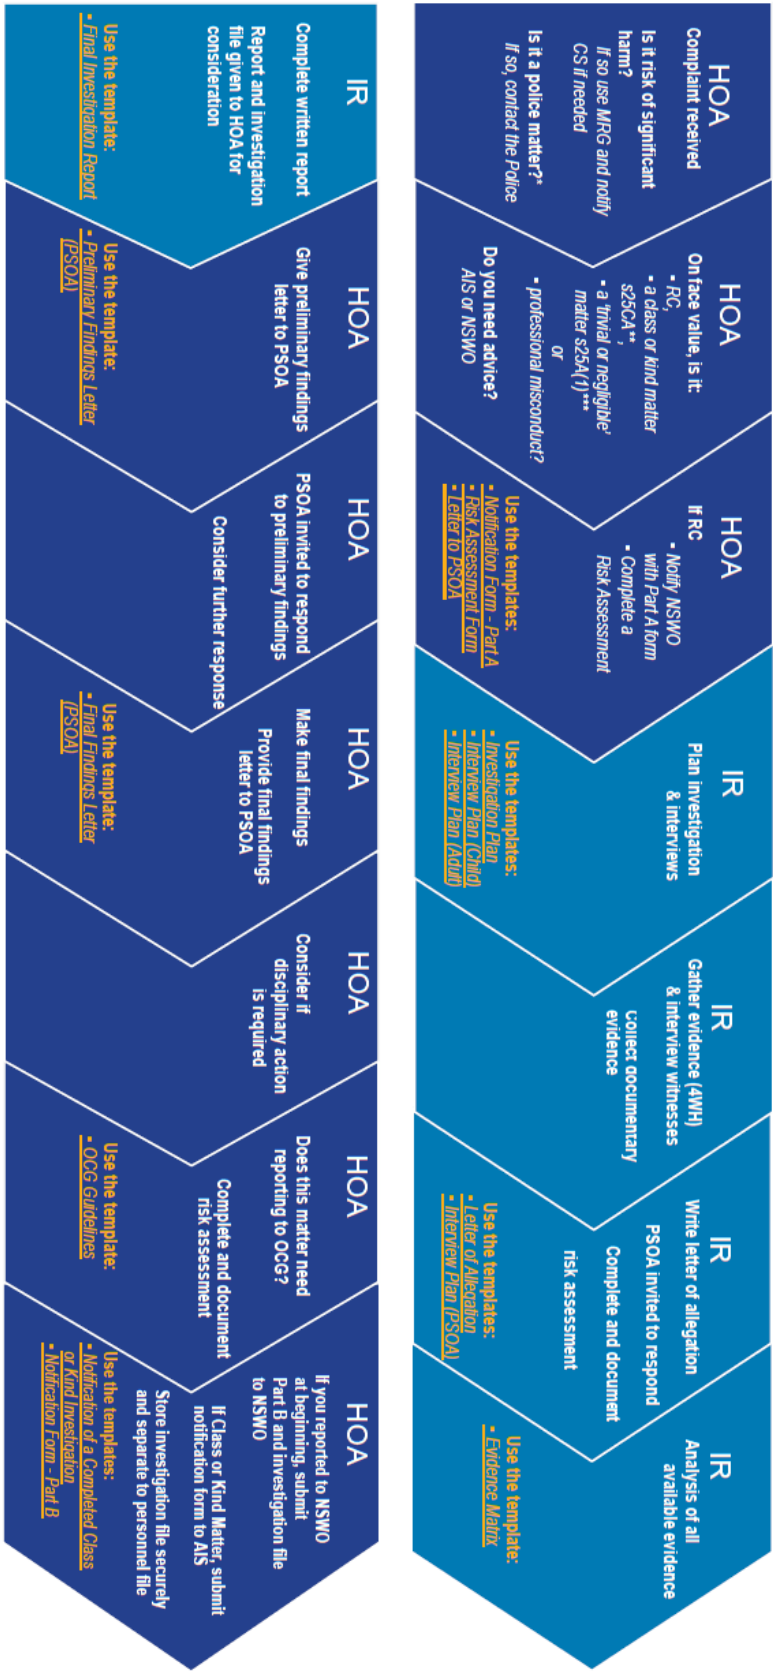 HOA
Complaint received
Is it risk of significant
harm?
If so use MRG and notify
CS if needed
Is it a police matter?*
If so, contact the Police
HOA
On face value, is it:
▪ RC,
▪ a class or kind matter
s25CA**,
▪ a 'trivial or negligible'
matter s25A(1)***
or
▪ professional misconduct?
Do you need advice?
AIS or NSWO
HOA
If RC
▪ Notify NSWO
with Part A form
▪ Complete a
Risk Assessment
Use the templates:
▪ Notification Form - Part A
▪ Risk Assessment Form
▪ Letter to PSOA
IR
Plan investigation
& interviews
Use the templates:
▪ Investigation Plan
▪ Interview Plan (Child)
▪ Interview Plan (Adult)
IR
Gather evidence (4WH)
& interview witnesses
Collect documentary
evidence
IR
Write letter of allegation
PSOA invited to respond
Complete and document
risk assessment
Use the templates:
▪ Letter of Allegation
▪ Interview Plan (PSOA)
IR
Analysis of all
available evidence
Use the template:
▪ Evidence Matrix
IR
Complete written report
Report and investigation
file given to HOA for
consideration
Use the template:
▪ Final Investigation Report
HOA
Give preliminary findings
letter to PSOA
Use the template:
▪ Preliminary Findings Letter
(PSOA)
HOA
PSOA invited to respond
to preliminary findings
Consider further response
HOA
Make final findings
Provide final findings
letter to PSOA
Use the template:
▪ Final Findings Letter
(PSOA)
HOA
Consider if
disciplinary action
is required
HOA
Does this matter need
reporting to OCG?
Complete and document
risk assessment
Use the template:
▪ OCG Guidelines
HOA
If you reported to NSWO
at beginning, submit
Part B and investigation file
to NSWO
If Class or Kind Matter, submit
notification form to AIS
Store investigation file securely
and separate to personnel file
Use the templates:
▪ Notification of a Completed Class
or Kind Investigation
▪ Notification Form - Part B